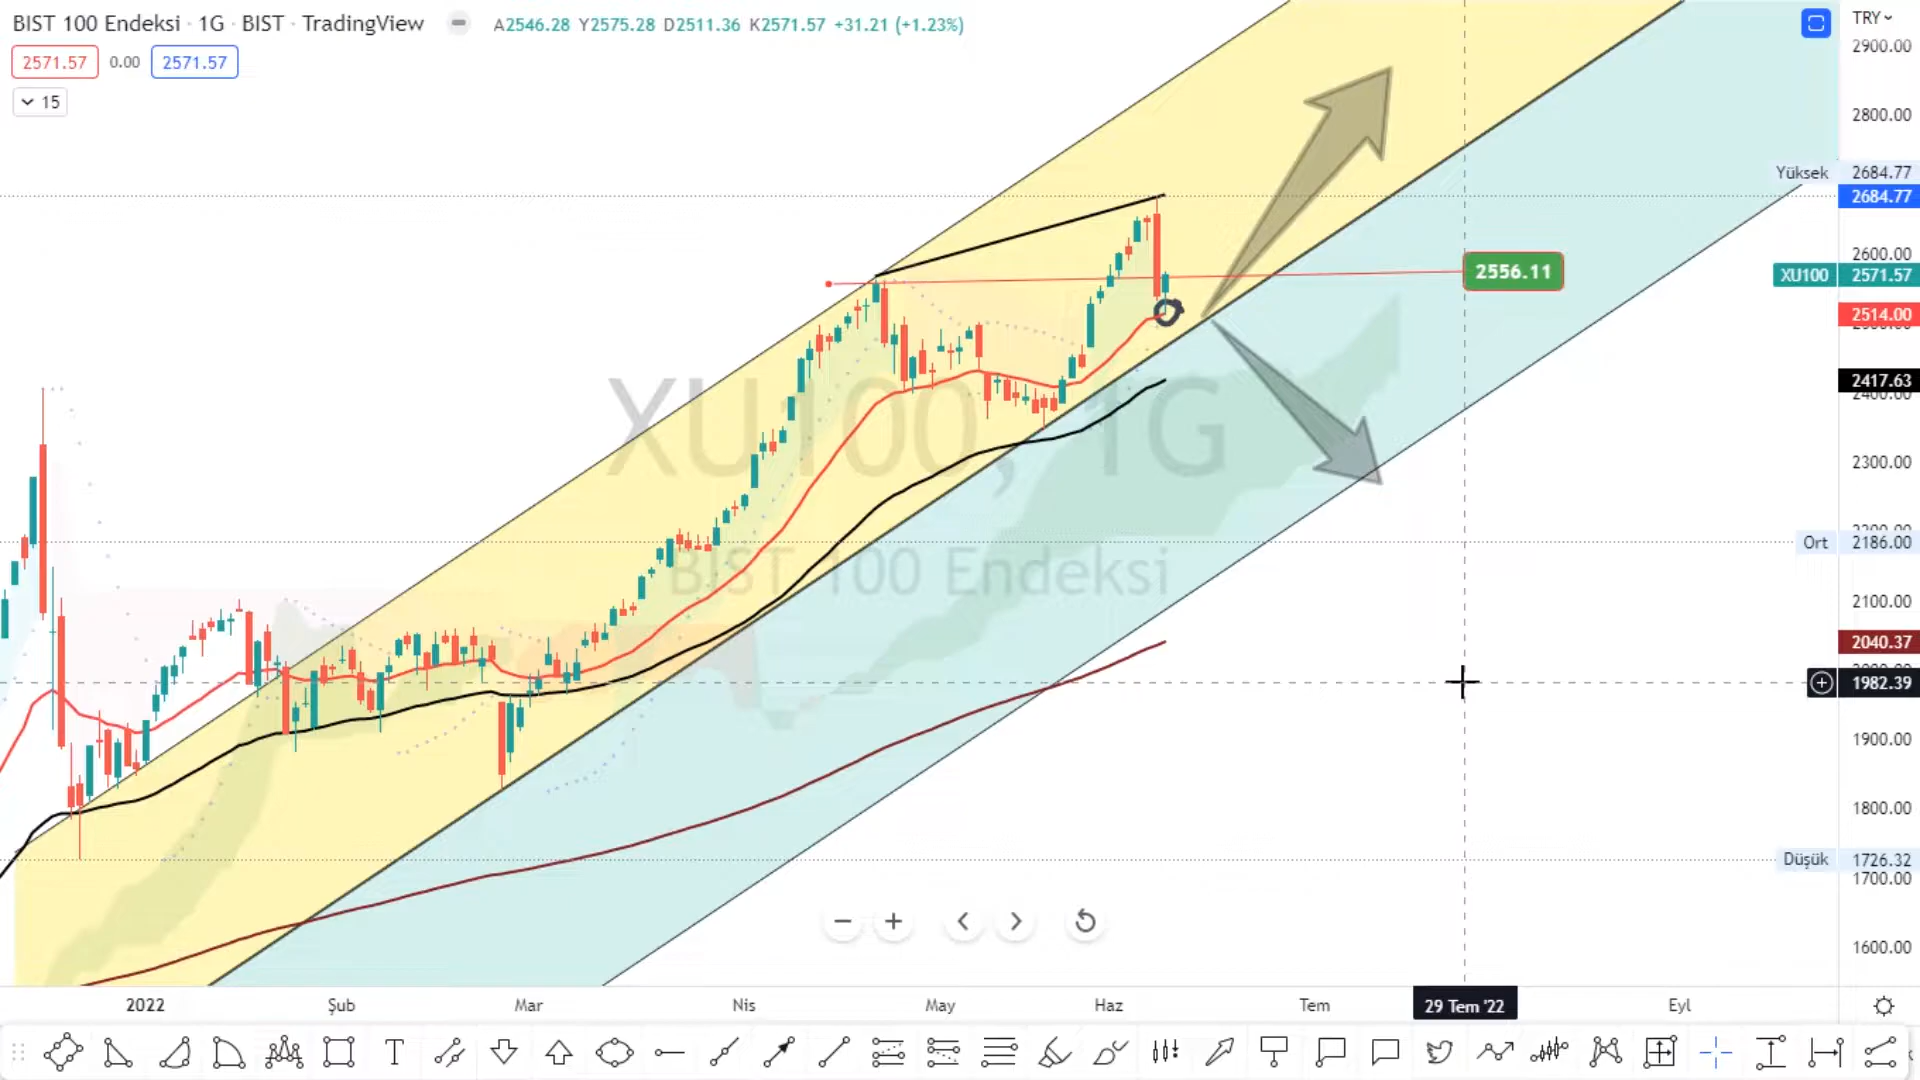 BIST 100 Endeksi · 1G · BIST · TradingView
A2546.28 Y2575.28 D2511.36 K2571.57 +31.21 (+1.23%)
2571.57 0.00 2571.57
15
TRY
2900.00
2800.00
Yüksek 2684.77
2684.77
2600.00
2556.11
XU100 2571.57
2514.00
2417.63
2400.00
XU100, 1G
2300.00
2200.00
Ort 2186.00
BIST 100 Endeksi
2100.00
2040.37
1982.39
1900.00
1800.00
Düşük 1726.32
1700.00
1600.00
2022 Şub Mar Nis May Haz Tem 29 Tem '22 Eyl